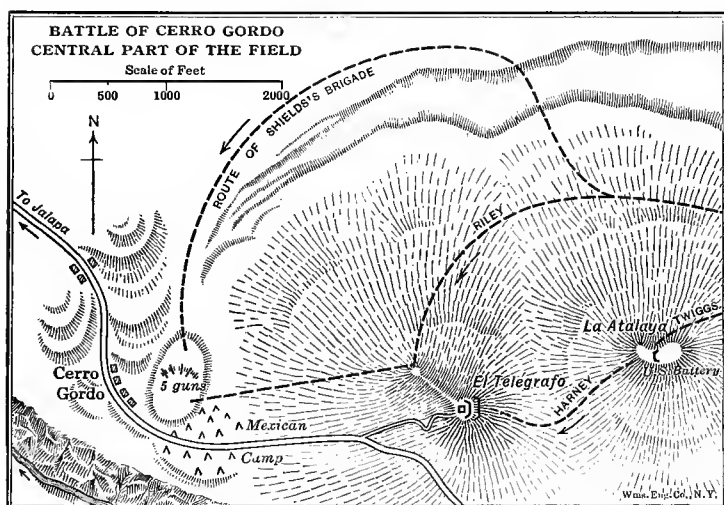 BATTLE OF CERRO GORDO
CENTRAL PART OF THE FIELD
Scale of Feet
0 500 1000 2000
N
ROUTE OF SHIELDS'S BRIGADE
To Jalapa
RILEY
TWIGGS
La Atalaya
U.S. Battery
El Telegrafo
HARNEY
Cerro
Gordo
5 guns
Mexican
Camp
Wms. Eng. Co., N.Y.